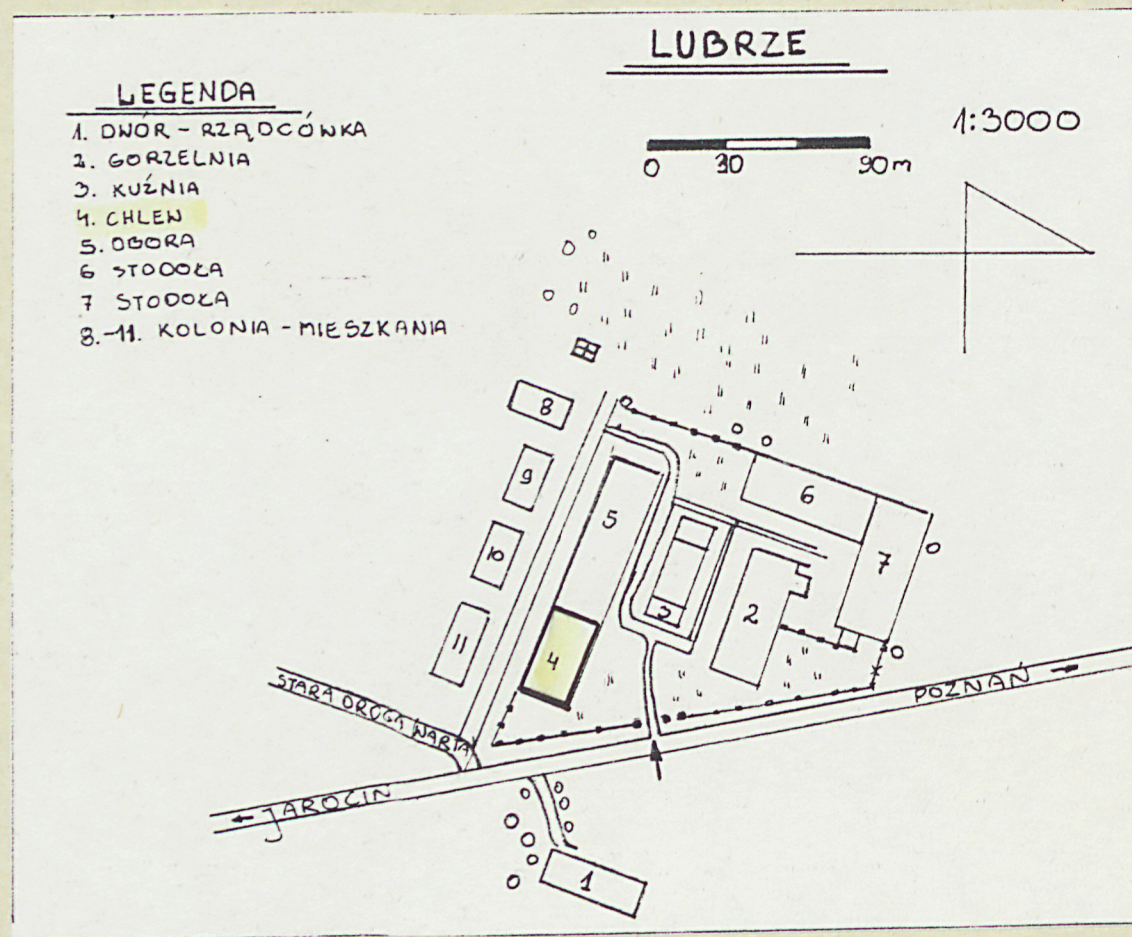 LUBRZE
LEGENDA
1. DWÓR - RZĄDCÓWKA
2. GORZELNIA
3. KUŹNIA
4. CHLEW
5. OBORA
6 STODOŁA
7 STODOŁA
8.-11. KOLONIA - MIESZKANIA
1:3000
0 30 90m
8
9
10
11
5
4
3
2
6
7
STARA DROGA WARTA
POZNAŃ
JAROCIN
1